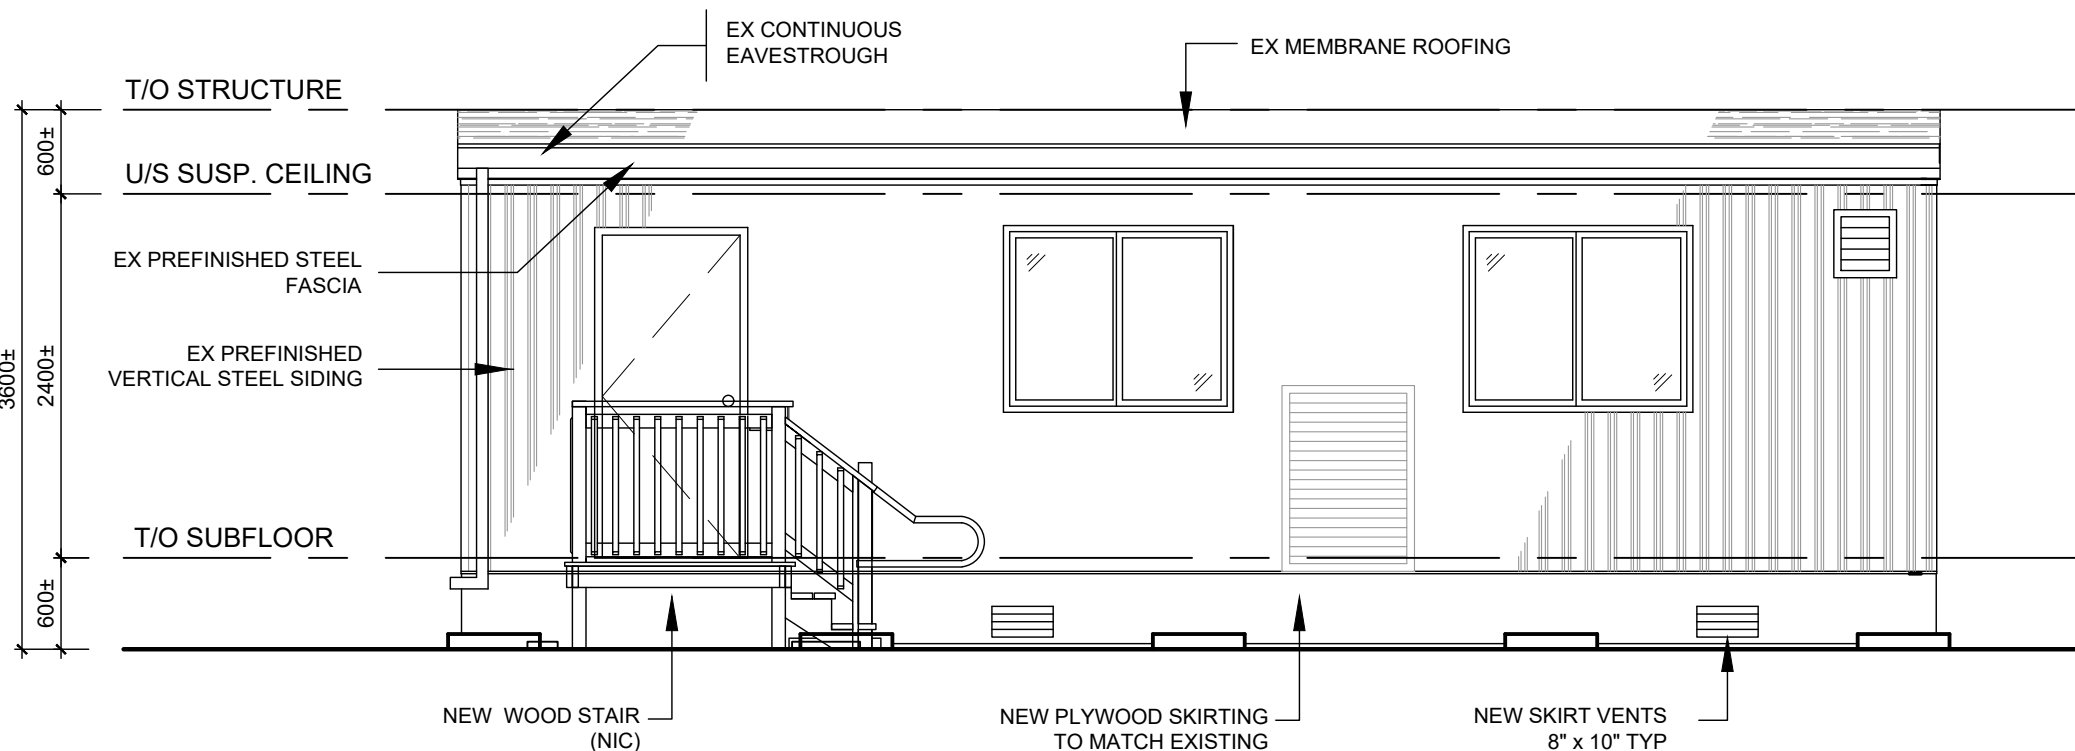 EX CONTINUOUS
EAVESTROUGH
EX MEMBRANE ROOFING
T/O STRUCTURE
600±
U/S SUSP. CEILING
EX PREFINISHED STEEL
FASCIA
EX PREFINISHED
VERTICAL STEEL SIDING
3600±
2400±
T/O SUBFLOOR
600±
NEW WOOD STAIR
(NIC)
NEW PLYWOOD SKIRTING
TO MATCH EXISTING
NEW SKIRT VENTS
8" x 10" TYP